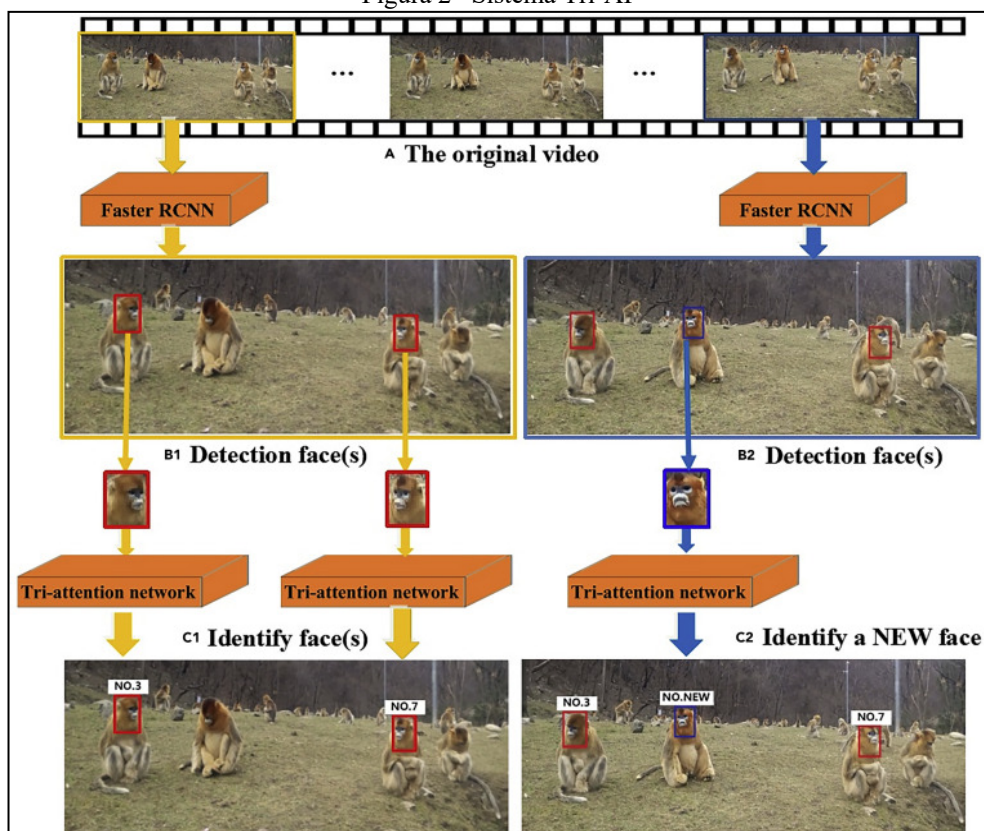 Figura 2 - Sistema Tri-AI
... ...
A The original video
Faster RCNN Faster RCNN
B1 Detection face(s) B2 Detection face(s)
Tri-attention network Tri-attention network Tri-attention network
C1 Identify face(s) C2 Identify a NEW face
NO.3 NO.7 NO.3 NO.NEW NO.7